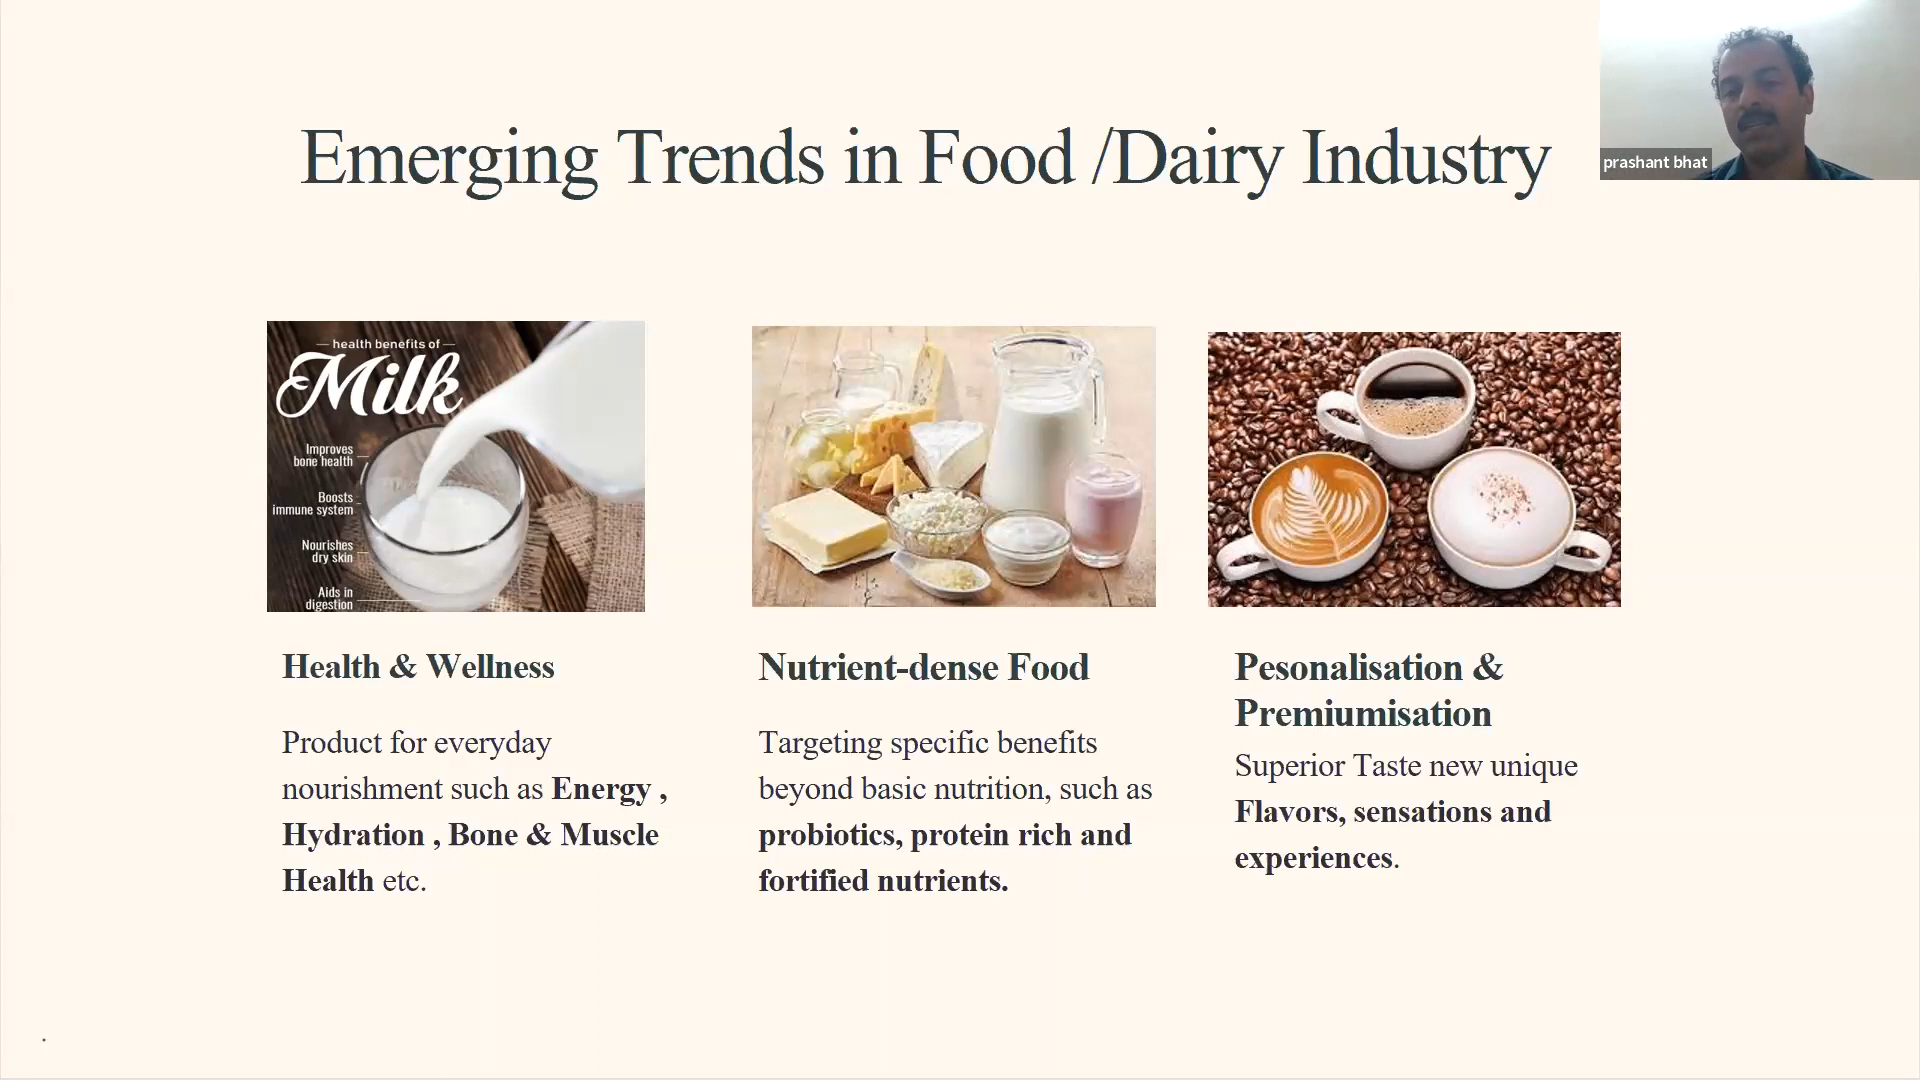 Emerging Trends in Food /Dairy Industry
prashant bhat
health benefits of
Milk
Improves
bone health
Boosts
immune system
Nourishes
dry skin
Aids in
digestion
Health & Wellness
Product for everyday
nourishment such as Energy ,
Hydration , Bone & Muscle
Health etc.
Nutrient-dense Food
Targeting specific benefits
beyond basic nutrition, such as
probiotics, protein rich and
fortified nutrients.
Pesonalisation &
Premiumisation
Superior Taste new unique
Flavors, sensations and
experiences.
.